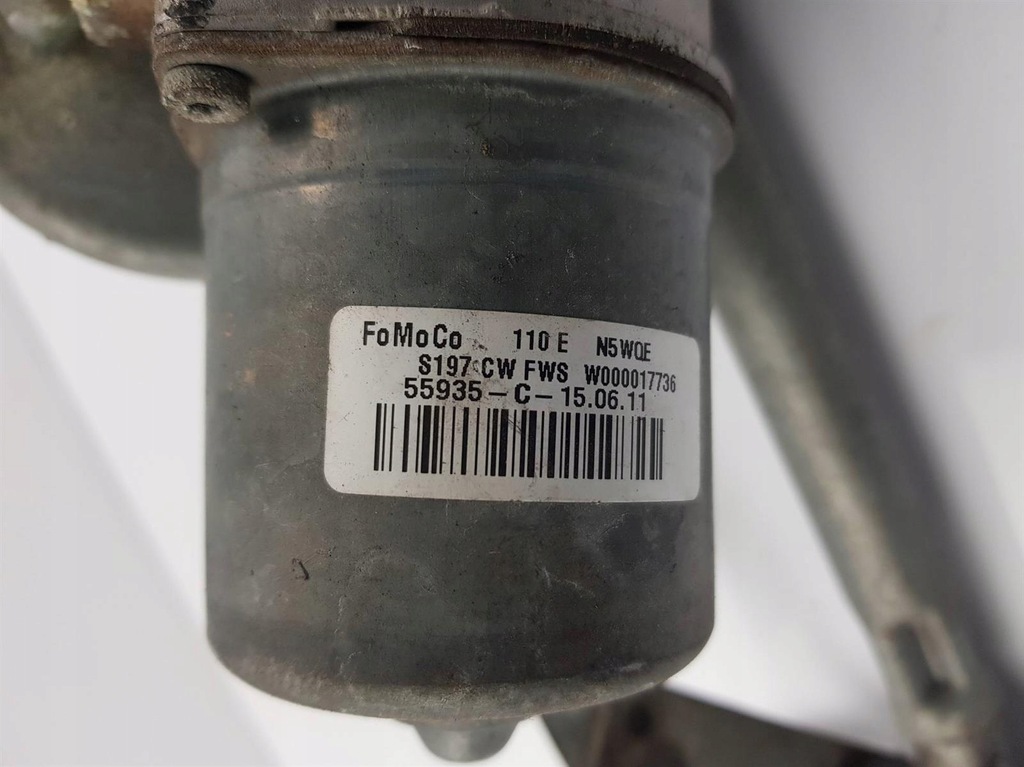 FoMoCo 110 E N5WQE
S197 CW FWS W000017736
55935-C-15.06.11